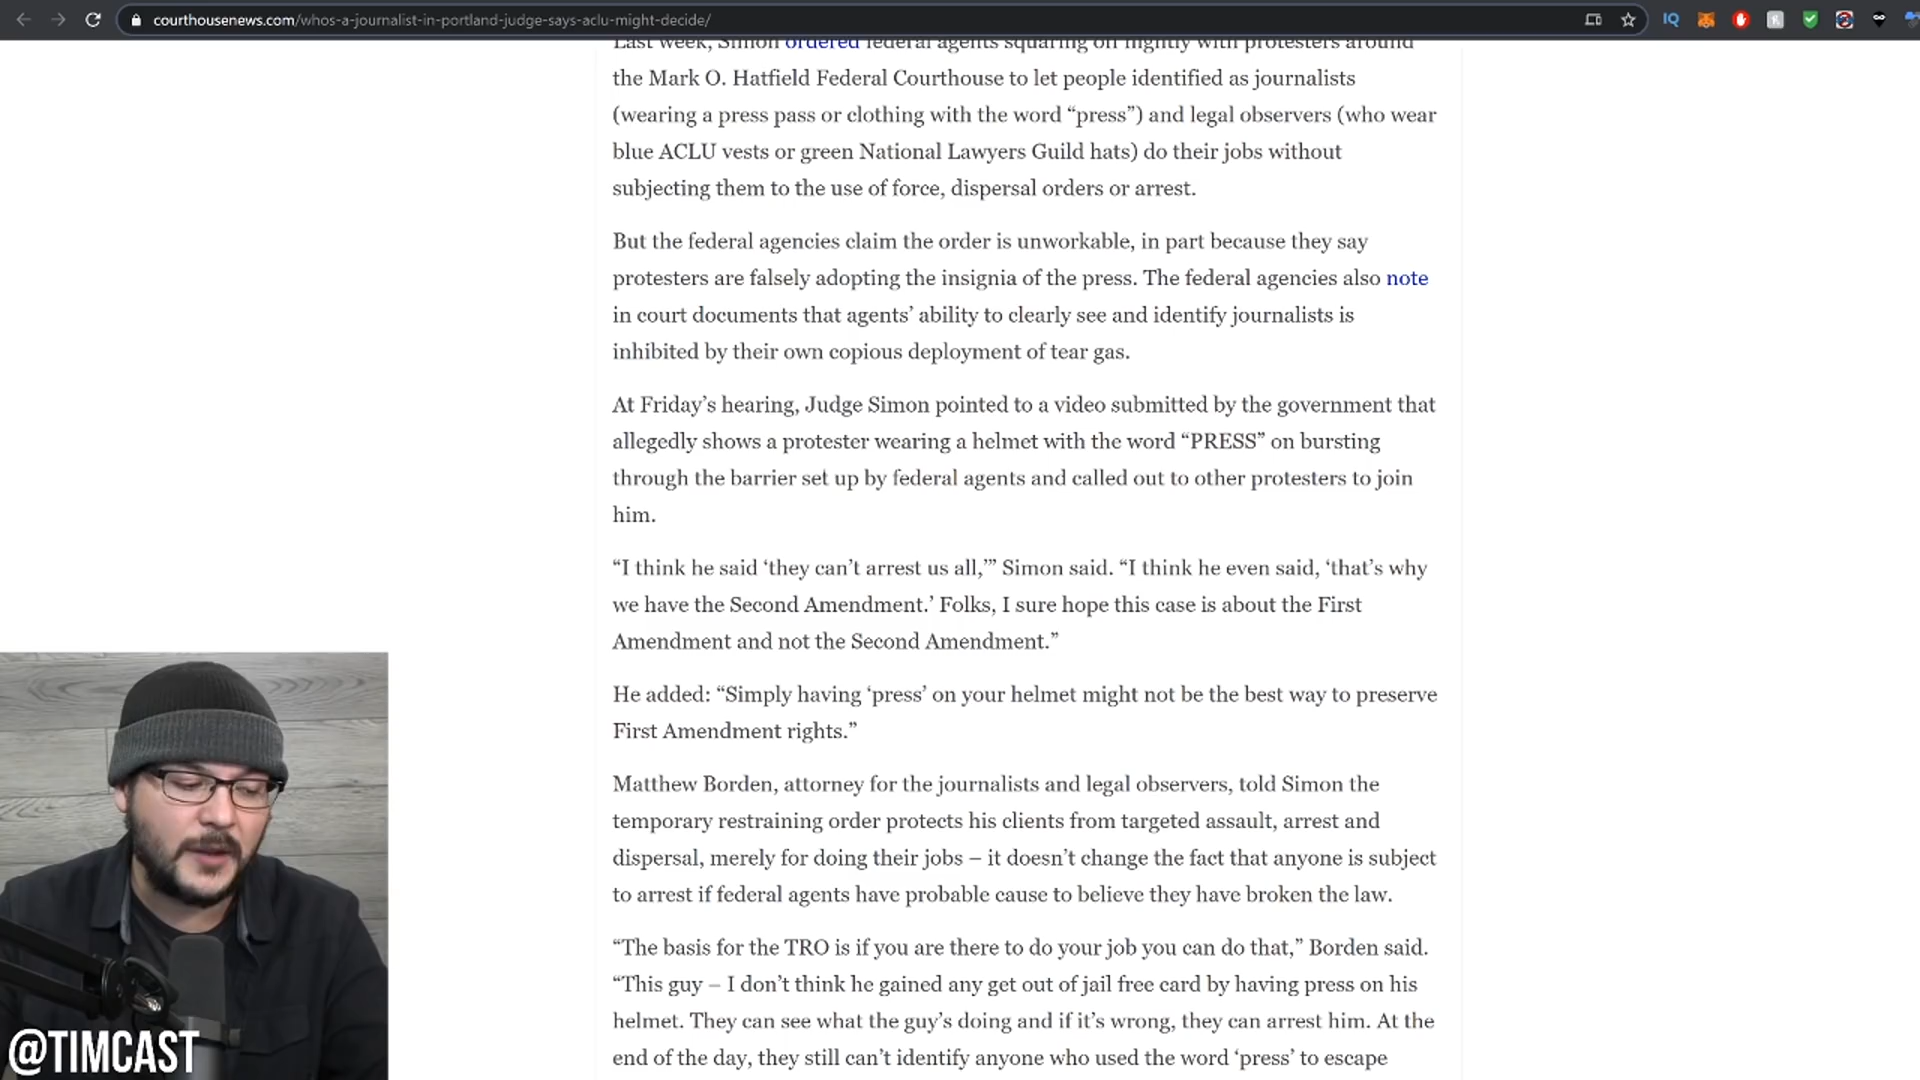 courthousenews.com/whos-a-journalist-in-portland-judge-says-aclu-might-decide/
IQ
Last week, Simon ordered federal agents squaring off nightly with protesters around
the Mark O. Hatfield Federal Courthouse to let people identified as journalists
(wearing a press pass or clothing with the word “press”) and legal observers (who wear
blue ACLU vests or green National Lawyers Guild hats) do their jobs without
subjecting them to the use of force, dispersal orders or arrest.
But the federal agencies claim the order is unworkable, in part because they say
protesters are falsely adopting the insignia of the press. The federal agencies also note
in court documents that agents’ ability to clearly see and identify journalists is
inhibited by their own copious deployment of tear gas.
At Friday’s hearing, Judge Simon pointed to a video submitted by the government that
allegedly shows a protester wearing a helmet with the word “PRESS” on bursting
through the barrier set up by federal agents and called out to other protesters to join
him.
“I think he said ‘they can’t arrest us all,’” Simon said. “I think he even said, ‘that’s why
we have the Second Amendment.’ Folks, I sure hope this case is about the First
Amendment and not the Second Amendment.”
He added: “Simply having ‘press’ on your helmet might not be the best way to preserve
First Amendment rights.”
Matthew Borden, attorney for the journalists and legal observers, told Simon the
temporary restraining order protects his clients from targeted assault, arrest and
dispersal, merely for doing their jobs – it doesn’t change the fact that anyone is subject
to arrest if federal agents have probable cause to believe they have broken the law.
“The basis for the TRO is if you are there to do your job you can do that,” Borden said.
“This guy – I don’t think he gained any get out of jail free card by having press on his
helmet. They can see what the guy’s doing and if it’s wrong, they can arrest him. At the
end of the day, they still can’t identify anyone who used the word ‘press’ to escape
@TIMCAST